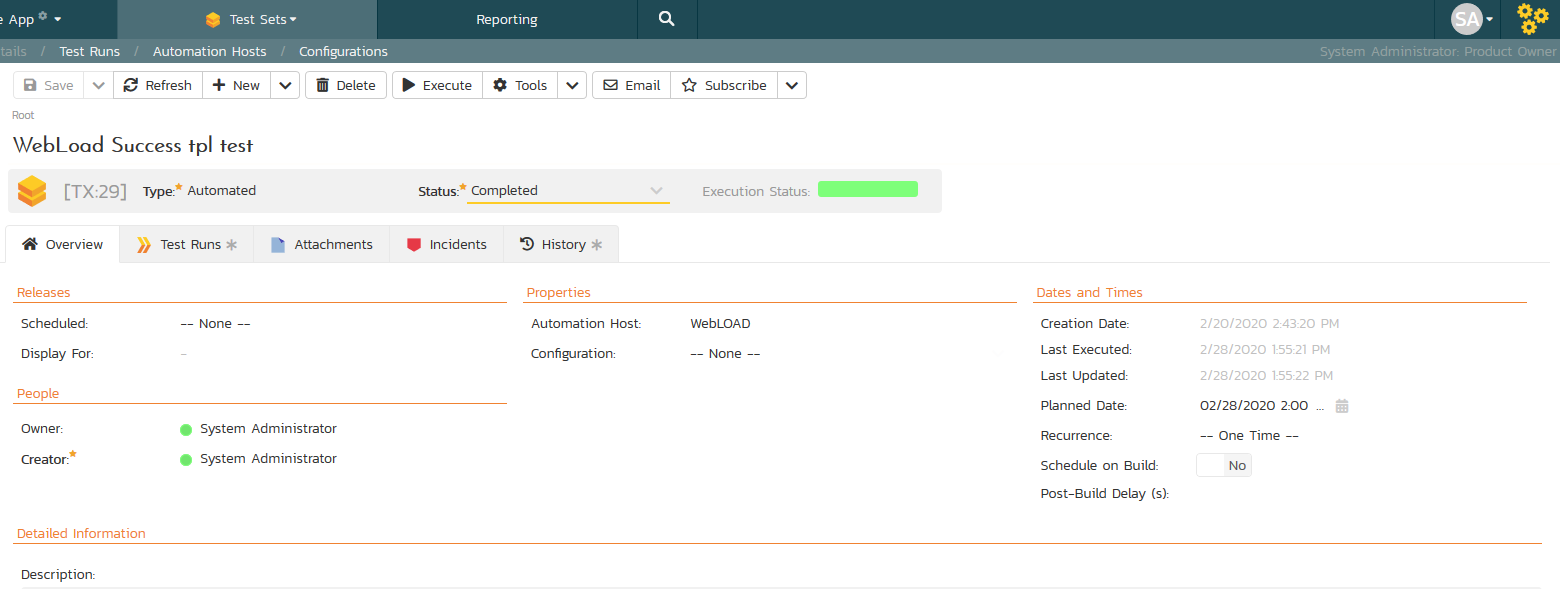 e App Test Sets Reporting SA
tails / Test Runs / Automation Hosts / Configurations System Administrator: Product Owner
Save Refresh New Delete Execute Tools Email Subscribe
Root
WebLoad Success tpl test
[TX:29] Type:* Automated Status:* Completed Execution Status:
Overview Test Runs * Attachments Incidents History *
Releases Properties Dates and Times
Scheduled: -- None -- Automation Host: WebLOAD Creation Date: 2/20/2020 2:43:20 PM
Display For: - Configuration: -- None -- Last Executed: 2/28/2020 1:55:21 PM
Last Updated: 2/28/2020 1:55:22 PM
People Planned Date: 02/28/2020 2:00 ...
Owner: System Administrator Recurrence: -- One Time --
Creator:* System Administrator Schedule on Build: No
Post-Build Delay (s):
Detailed Information
Description: